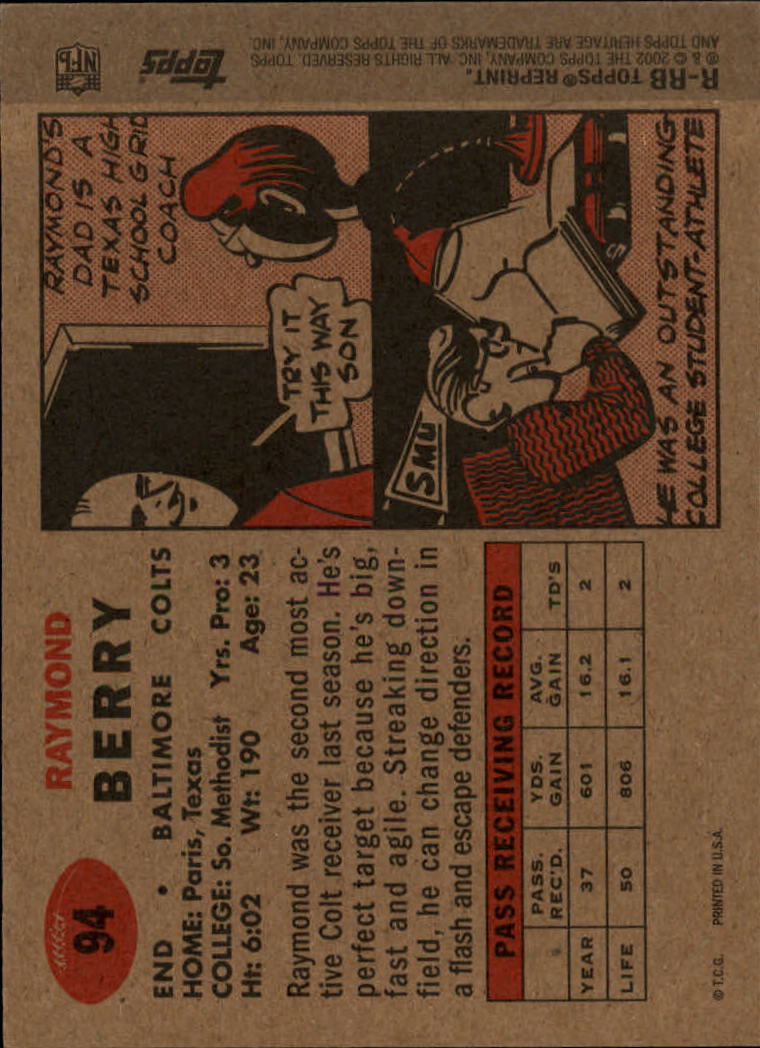 94
RAYMOND
BERRY
END • BALTIMORE COLTS
HOME: Paris, Texas
COLLEGE: So. Methodist Yrs. Pro: 3
Ht: 6:02 Wt: 190 Age: 23
Raymond was the second most ac-
tive Colt receiver last season. He's
perfect target because he's big,
fast and agile. Streaking down-
field, he can change direction in
a flash and escape defenders.
PASS RECEIVING RECORD
PASS. REC'D. YDS. GAIN AVG. GAIN TD'S
YEAR 37 601 16.2 2
LIFE 50 806 16.1 2
© T.C.G. PRINTED IN U.S.A.
RAYMOND'S
DAD IS A
TEXAS HIGH
SCHOOL GRID
COACH
TRY IT
THIS WAY
SON
SMU
HE WAS AN OUTSTANDING
COLLEGE STUDENT-ATHLETE
R-RB TOPPS® REPRINT.
® & © 2002 THE TOPPS COMPANY, INC. ALL RIGHTS RESERVED. TOPPS
AND TOPPS HERITAGE ARE TRADEMARKS OF THE TOPPS COMPANY, INC.
topps
NFL